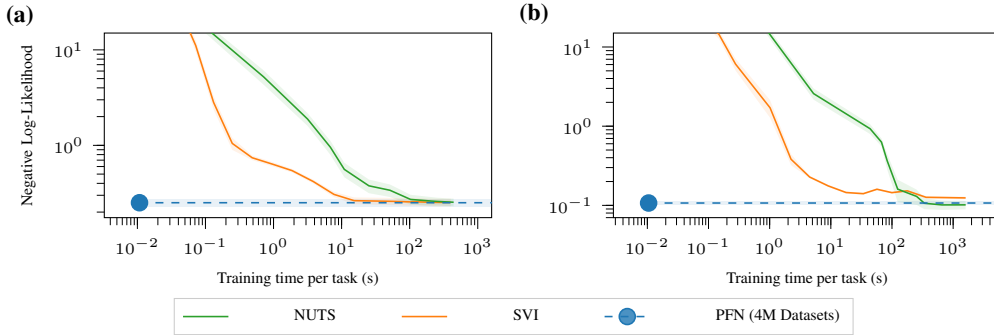 (a)
(b)
Negative Log-Likelihood
10^1
10^0
10^-2 10^-1 10^0 10^1 10^2 10^3
Training time per task (s)
10^1
10^0
10^-1
10^-2 10^-1 10^0 10^1 10^2 10^3
Training time per task (s)
NUTS SVI PFN (4M Datasets)